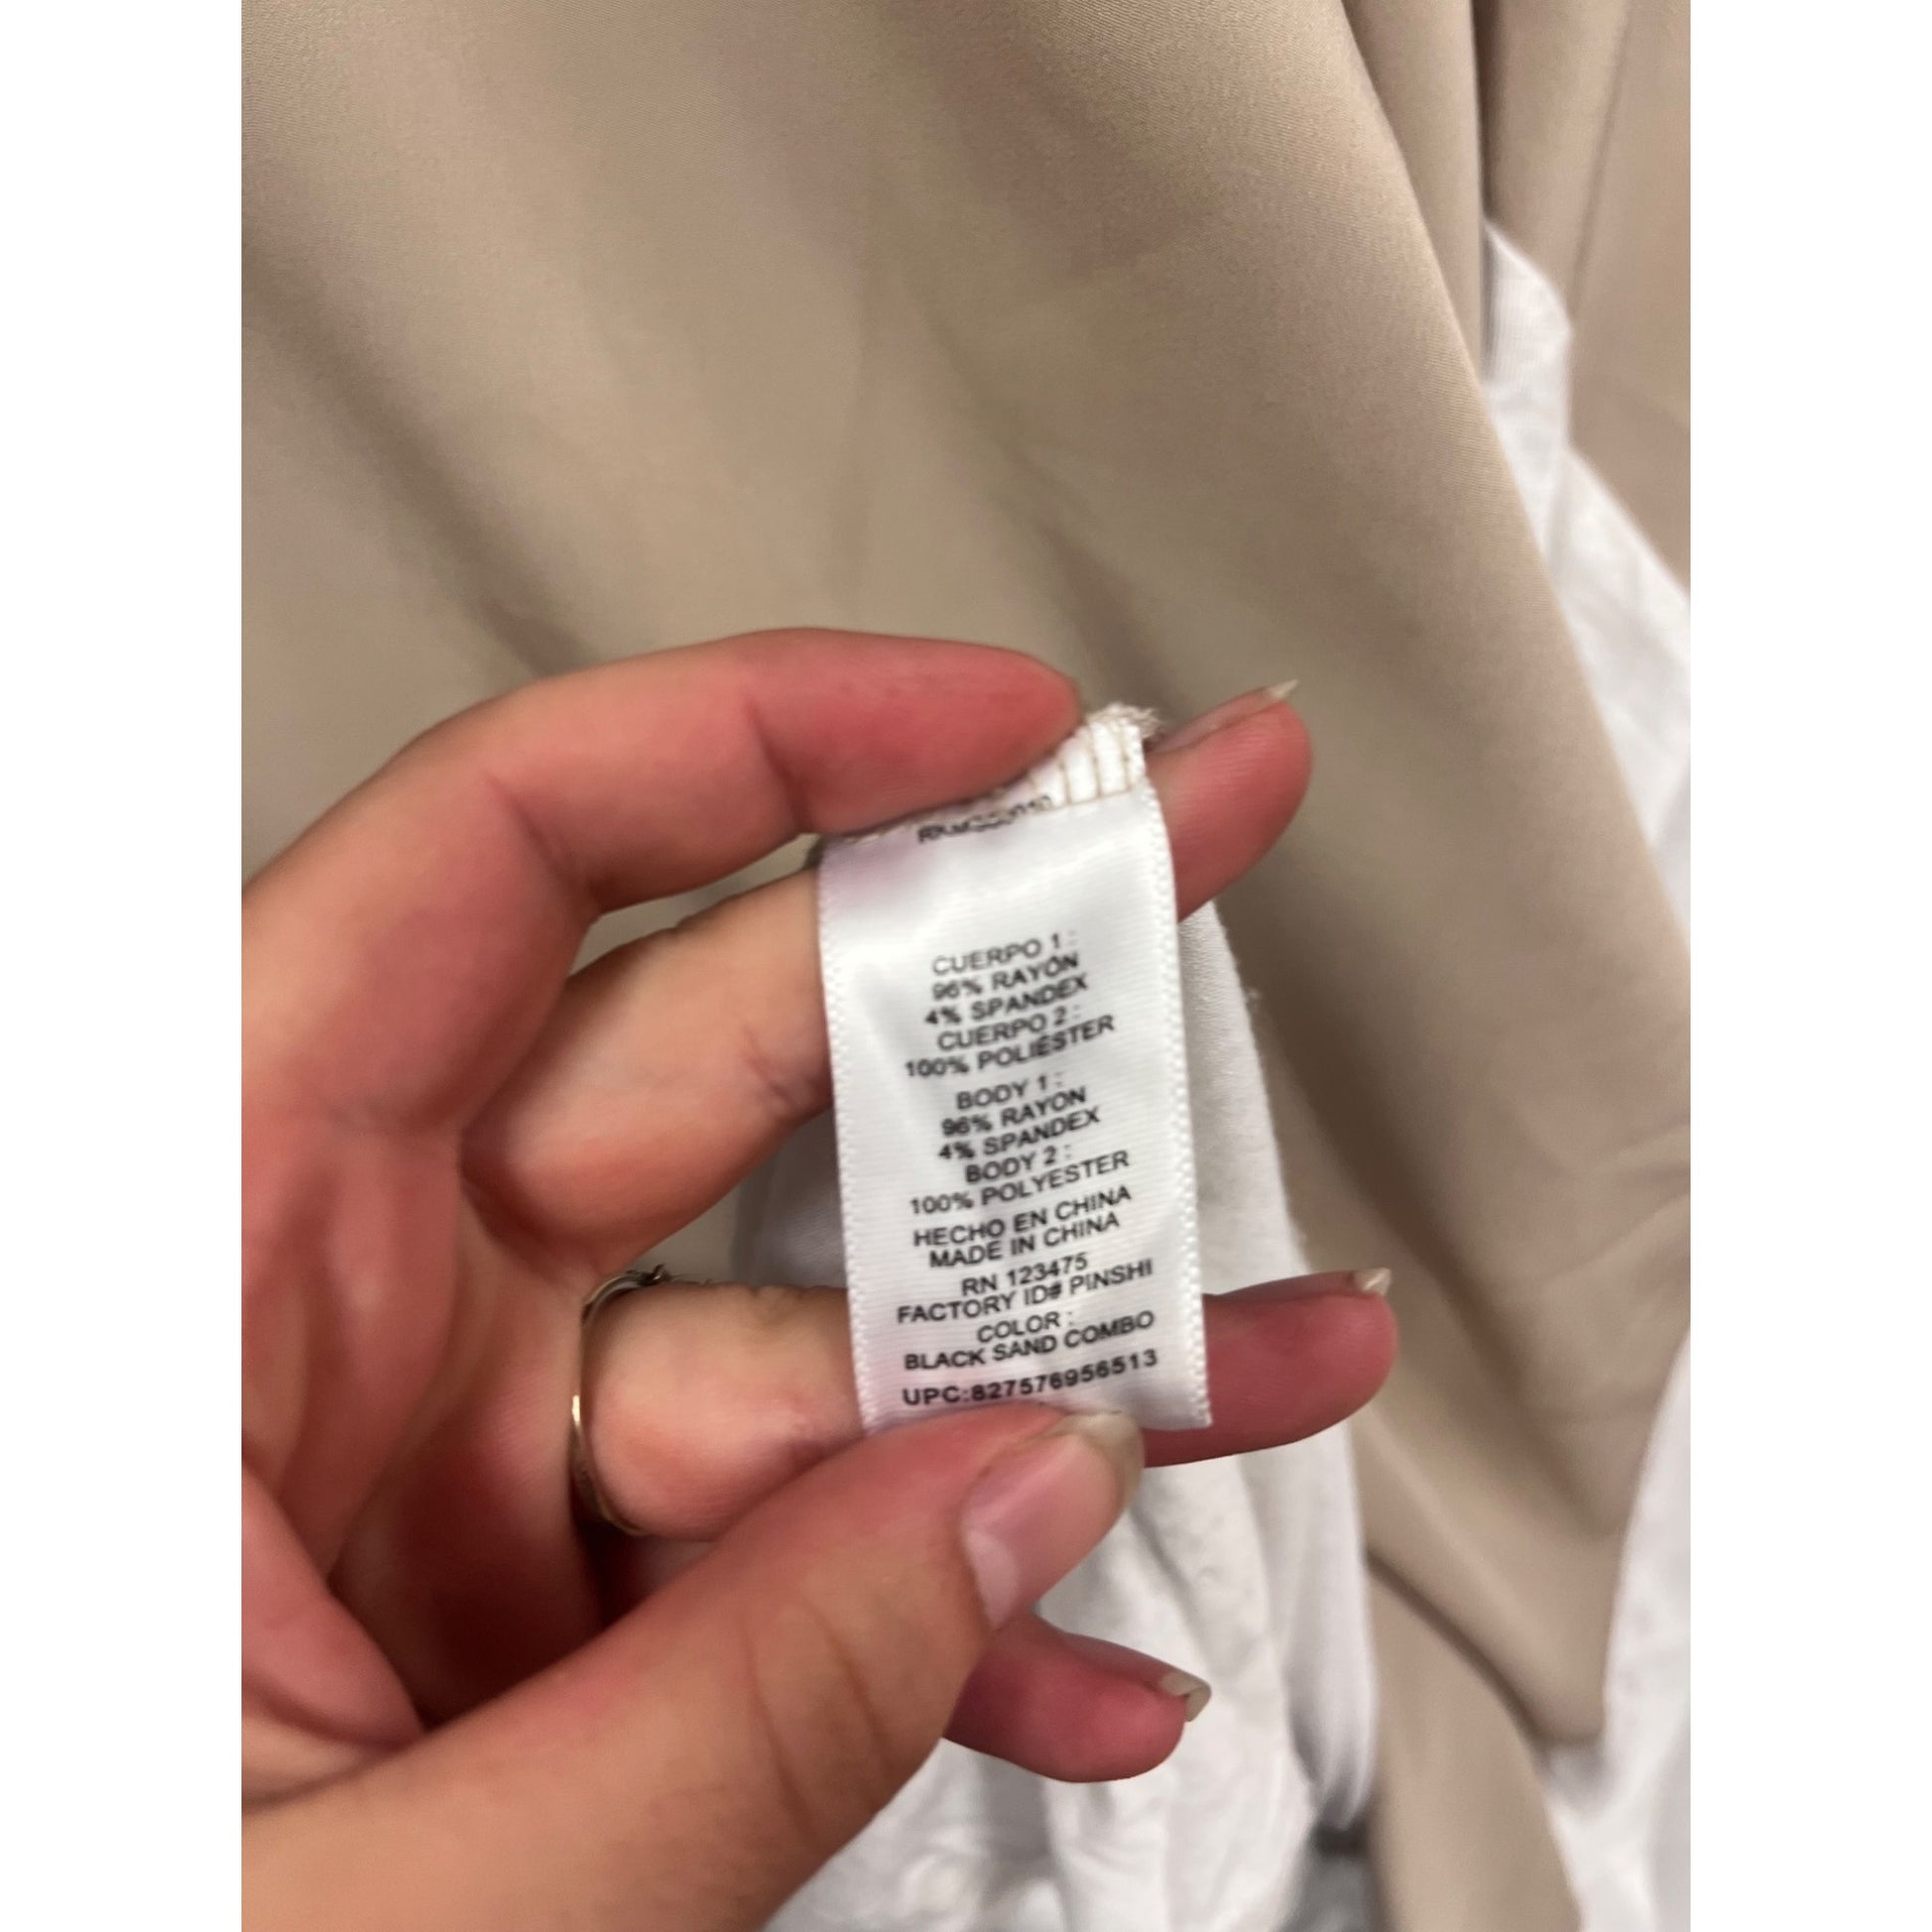 CUERPO 1 :
96% RAYÓN
4% SPANDEX
CUERPO 2 :
100% POLIÉSTER
BODY 1 :
96% RAYON
4% SPANDEX
BODY 2 :
100% POLYESTER
HECHO EN CHINA
MADE IN CHINA
RN 123475
FACTORY ID# PINSHI
COLOR :
BLACK SAND COMBO
UPC:827576956513